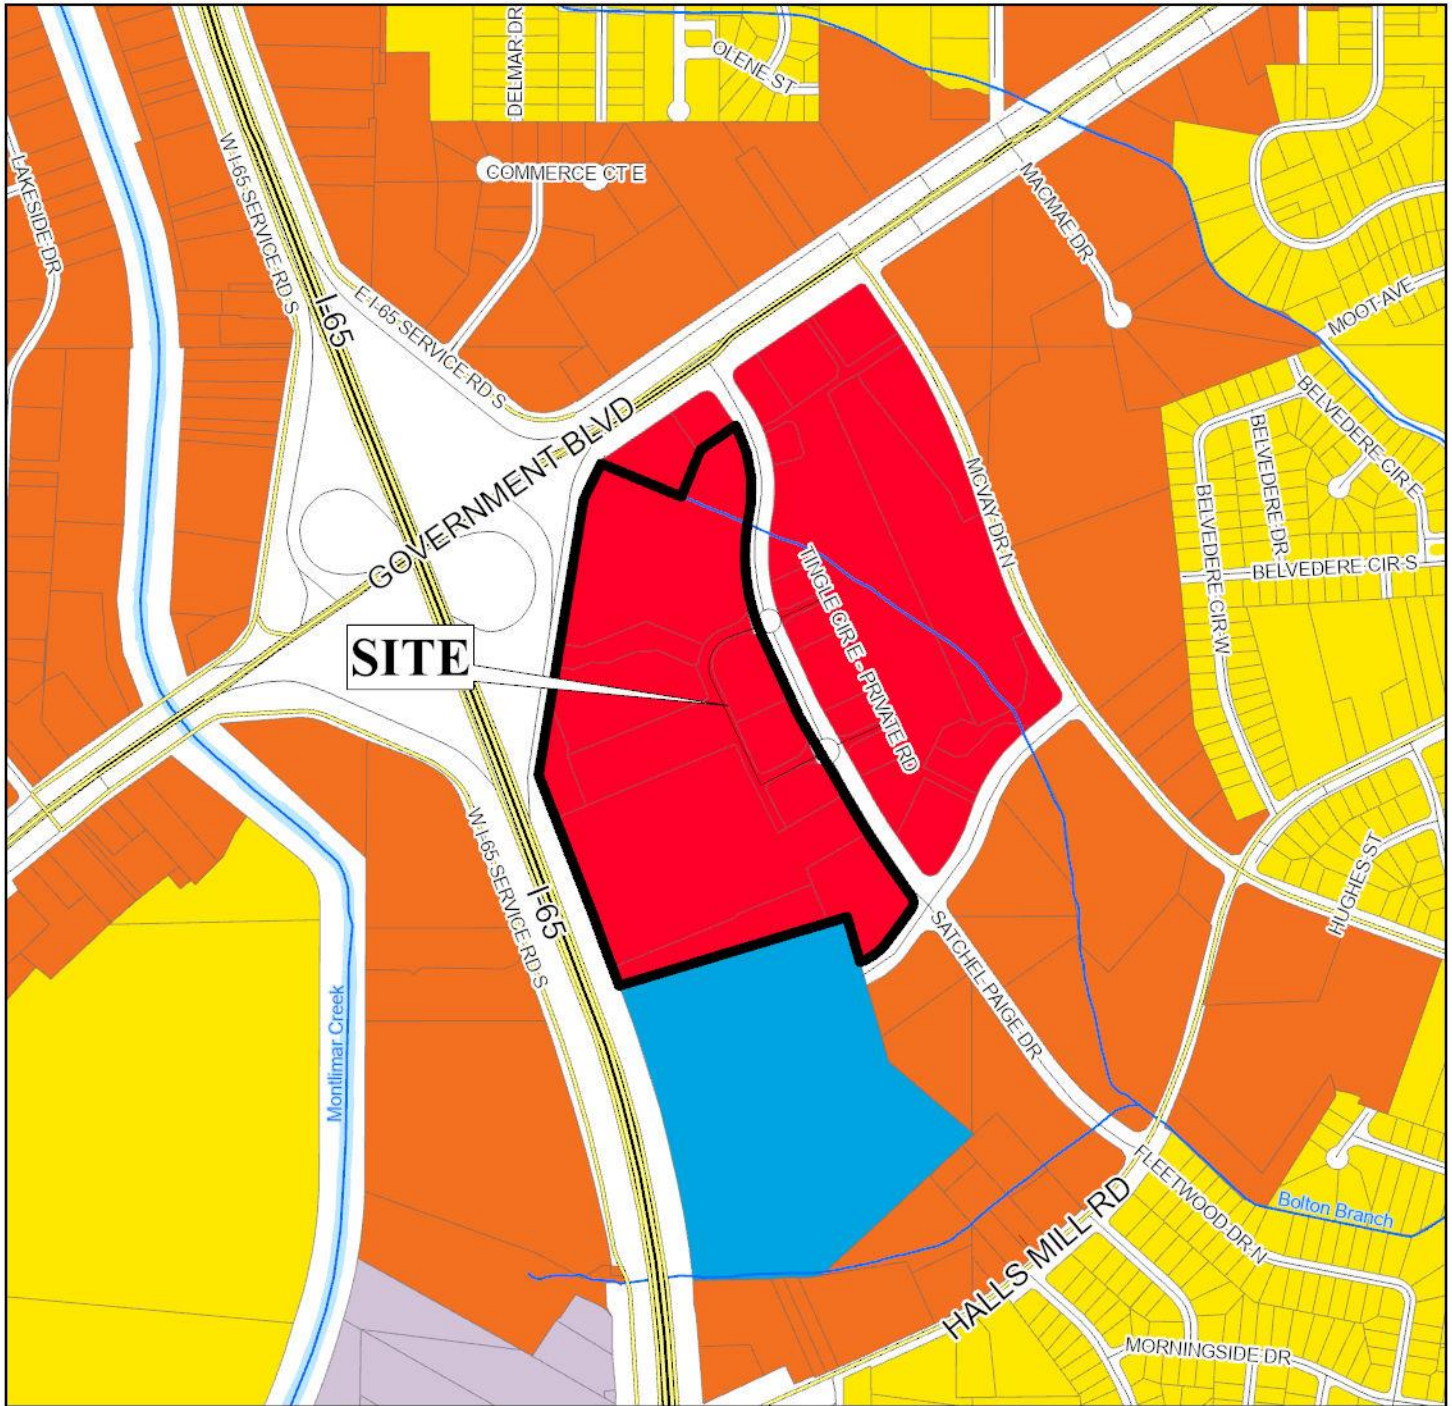 DELMAR DR
OLENE ST
COMMERCE CT E
LAKESIDE DR
W I-65 SERVICE RD S
MACMAE DR
I-65
E I-65 SERVICE RD S
MOOT AVE
GOVERNMENT BLVD
BELVEDERE CIR E
BELVEDERE DR
MCVAY DR N
BELVEDERE CIR W
BELVEDERE CIR S
TINGLE CIR E - PRIVATE RD
SITE
W I-65 SERVICE RD S
HUGHES ST
I-65
SATCHEL PAIGE DR
Montlimar Creek
FLEETWOOD DR N
Bolton Branch
HALLS MILL RD
MORNINGSIDE DR